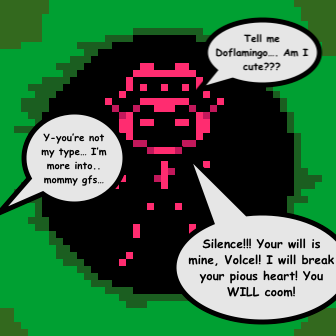 Tell me
Doflamingo.... Am I
cute???
Y-you're not
my type... I'm
more into..
mommy gfs...
Silence!!! Your will is
mine, Volcel! I will break
your pious heart! You
WILL coom!